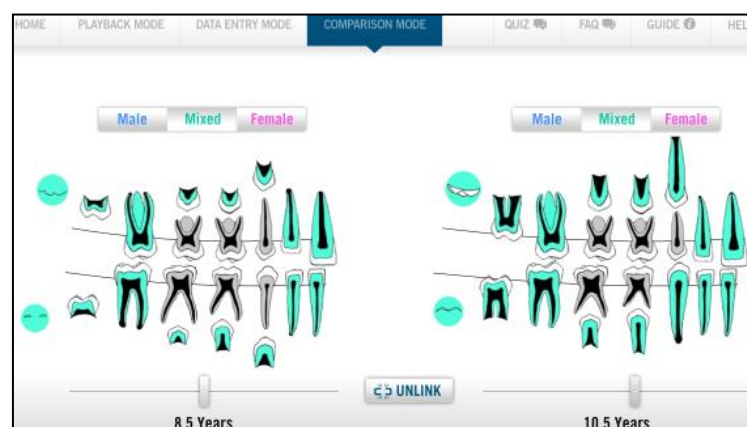 HOME PLAYBACK MODE DATA ENTRY MODE COMPARISON MODE QUIZ FAQ GUIDE HEL
Male Mixed Female Male Mixed Female
UNLINK
8.5 Years 10.5 Years